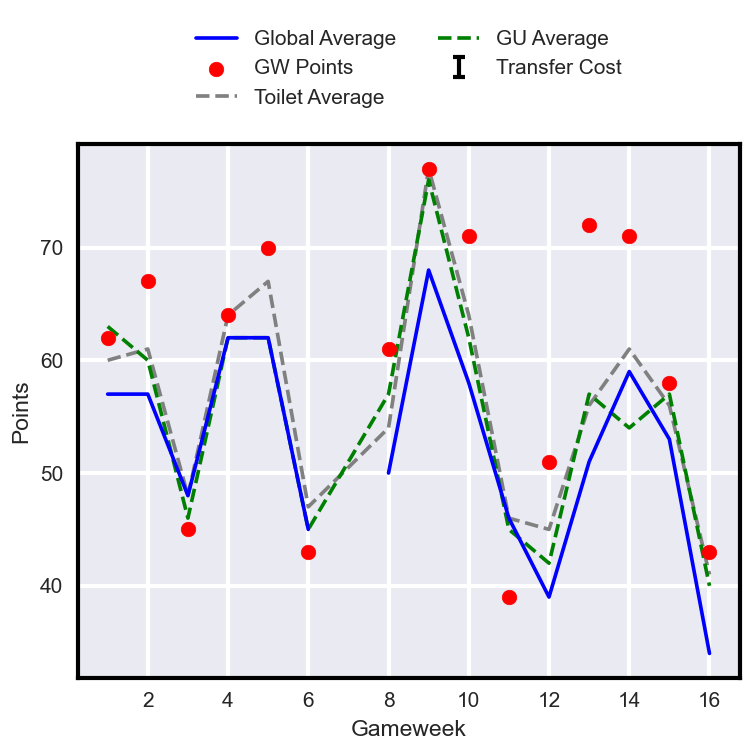 Global Average GU Average
GW Points Transfer Cost
Toilet Average
70
60
50
40
Points
2 4 6 8 10 12 14 16
Gameweek